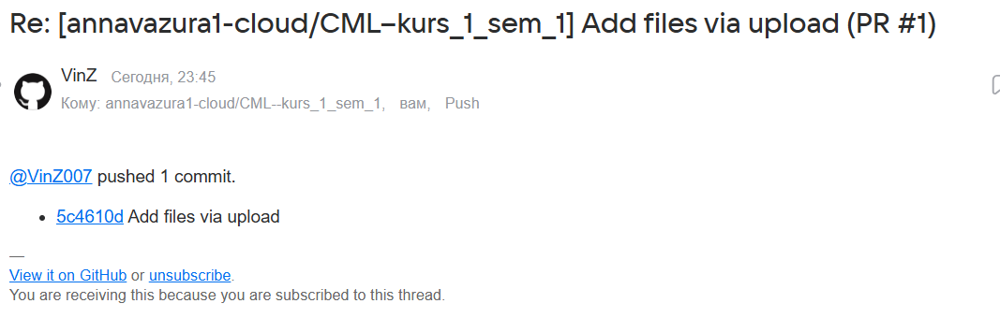 Re: [annavazura1-cloud/CML–kurs_1_sem_1] Add files via upload (PR #1)
VinZ Сегодня, 23:45
Кому: annavazura1-cloud/CML--kurs_1_sem_1, вам, Push
@VinZ007 pushed 1 commit.
• 5c4610d Add files via upload
—
View it on GitHub or unsubscribe.
You are receiving this because you are subscribed to this thread.